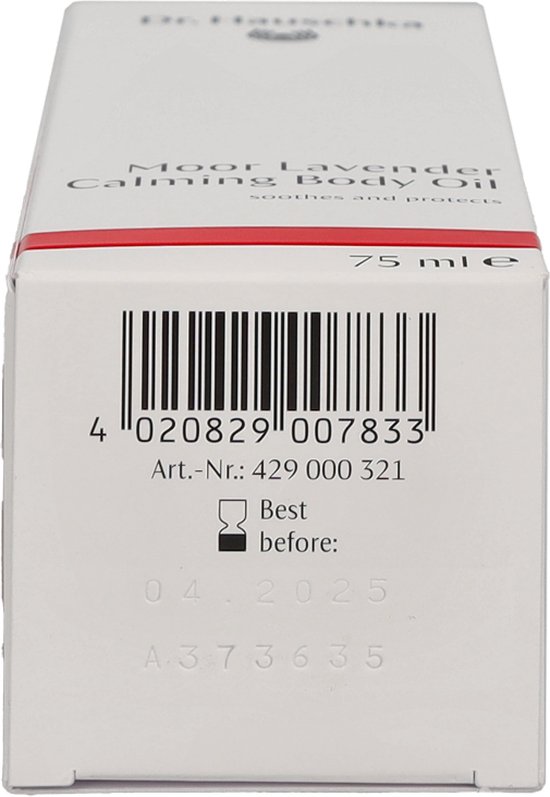 Dr. Hauschka
Moor Lavender
Calming Body Oil
soothes and protects
75 ml ℮
4 020829 007833
Art.-Nr.: 429 000 321
Best
before:
04.2025
A373635